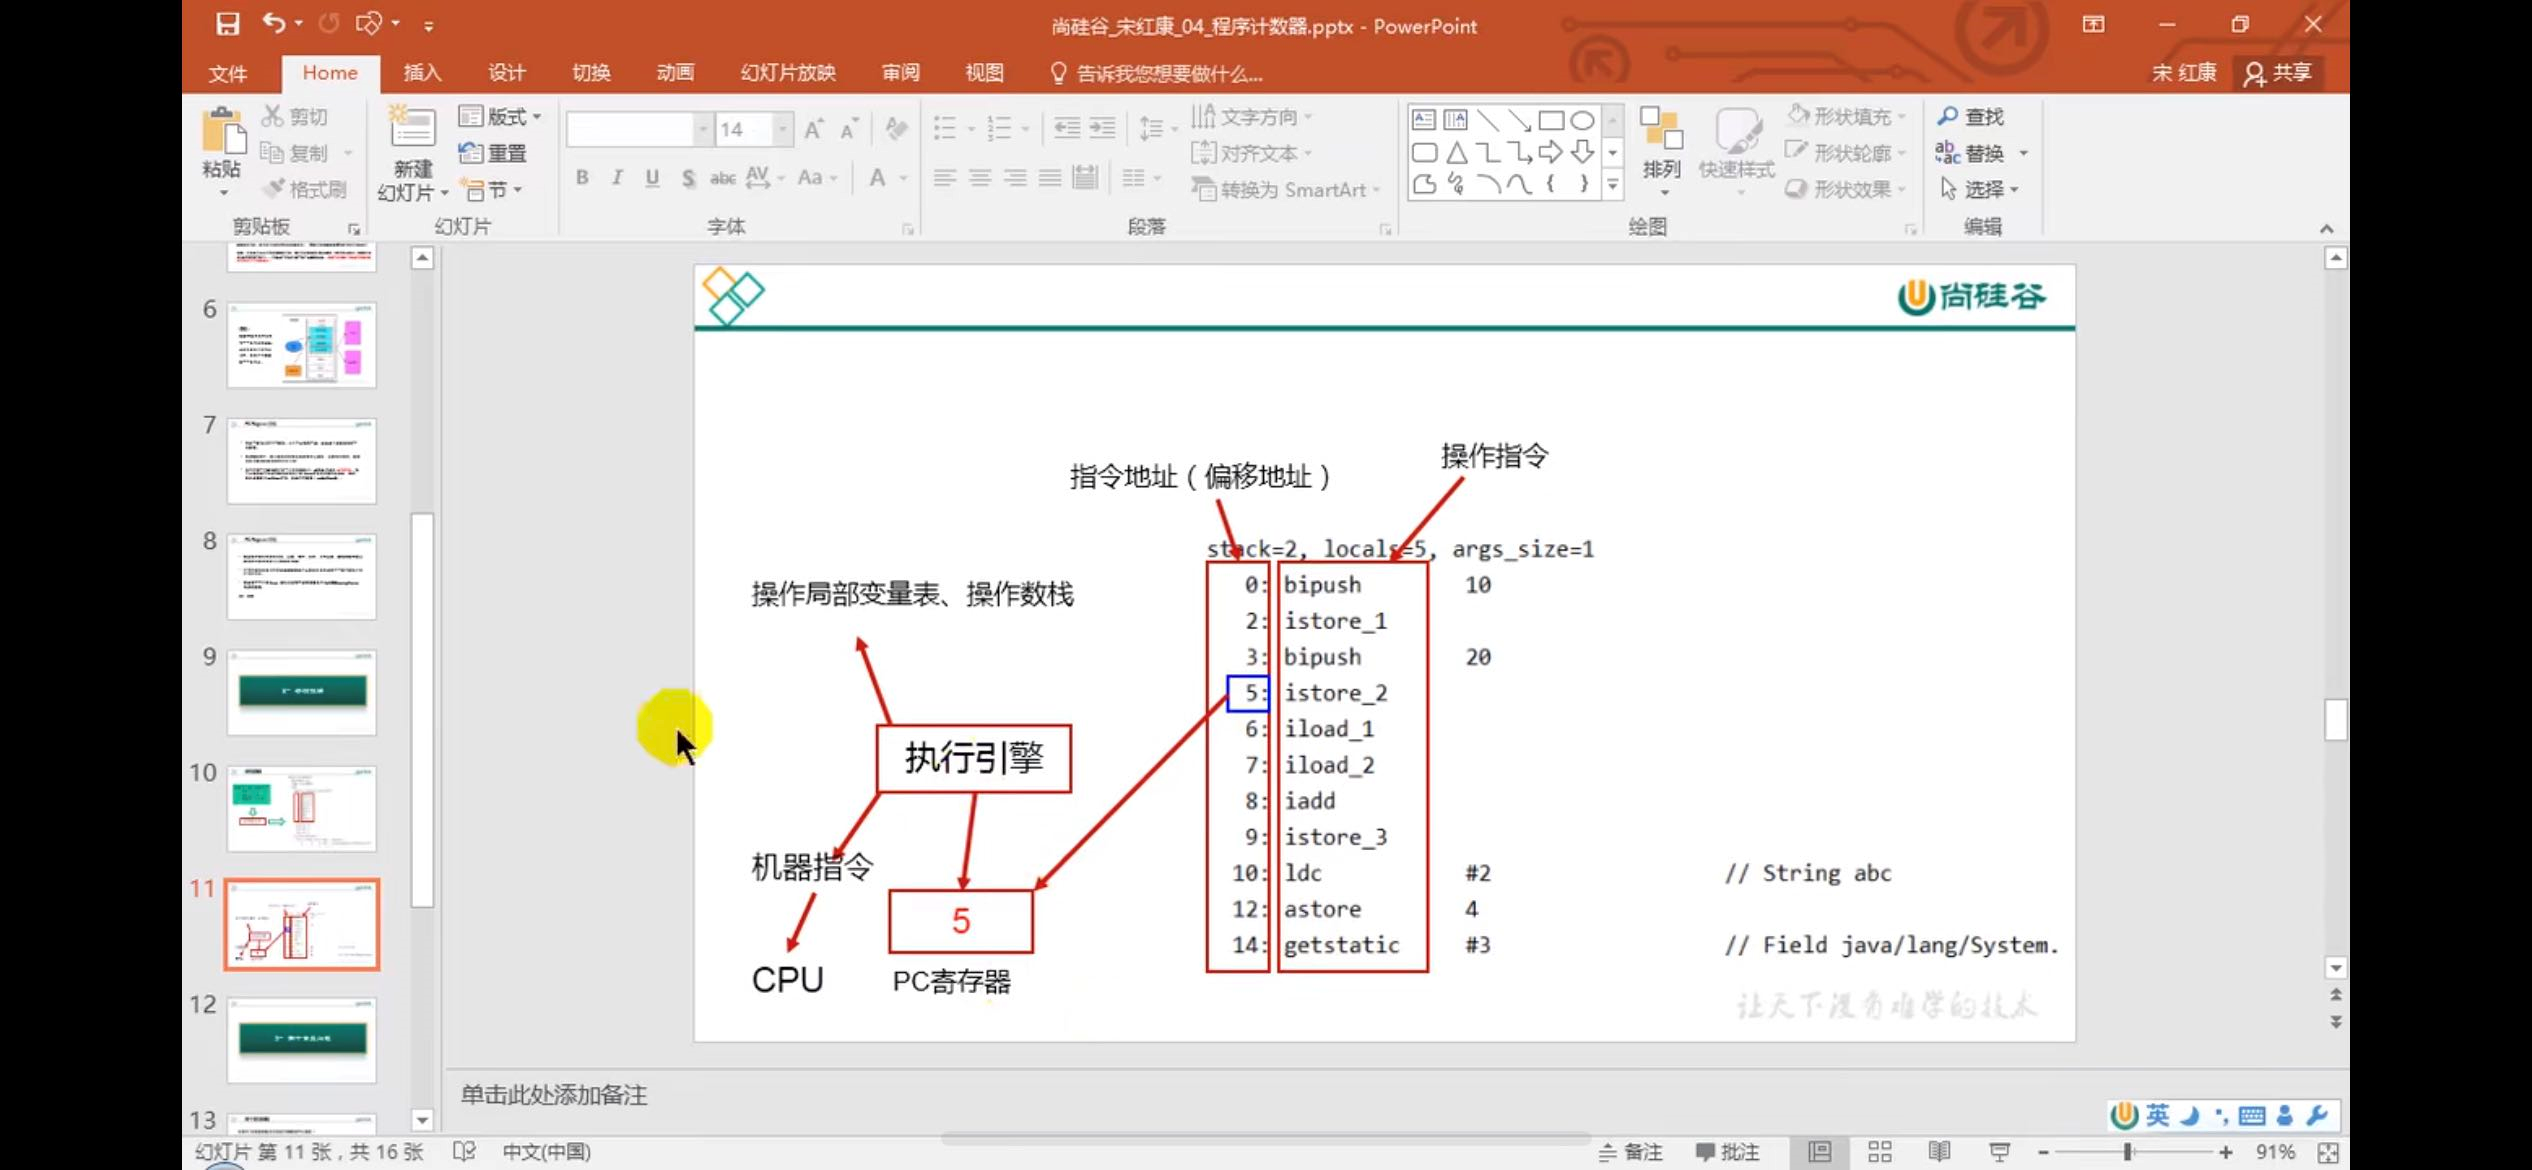 尚硅谷_宋红康_04_程序计数器.pptx - PowerPoint
文件 Home 插入 设计 切换 动画 幻灯片放映 审阅 视图 告诉我您想要做什么... 宋 红康 共享
粘贴 剪切 复制 格式刷 剪贴板
新建 幻灯片 版式 重置 节 幻灯片
14 B I U S abc AV Aa A 字体
文字方向 对齐文本 转换为 SmartArt 段落
排列 快速样式 形状填充 形状轮廓 形状效果 绘图
查找 替换 选择 编辑
6
7
8
9
10
11
12
13
尚硅谷
操作指令
指令地址（偏移地址）
stack=2, locals=5, args_size=1
0: bipush 10
2: istore_1
3: bipush 20
5: istore_2
6: iload_1
7: iload_2
8: iadd
9: istore_3
10: ldc #2 // String abc
12: astore 4
14: getstatic #3 // Field java/lang/System.
操作局部变量表、操作数栈
执行引擎
机器指令
5
CPU
PC寄存器
让天下没有难学的技术
单击此处添加备注
英
幻灯片 第 11 张，共 16 张 中文(中国) 备注 批注 91%